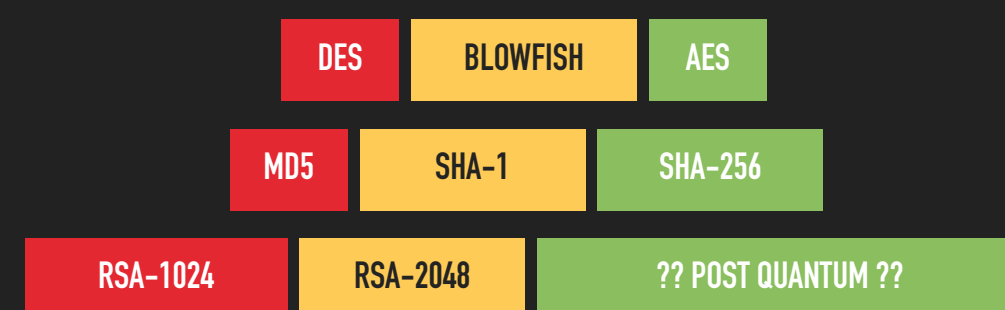 DES BLOWFISH AES
MD5 SHA-1 SHA-256
RSA-1024 RSA-2048 ?? POST QUANTUM ??